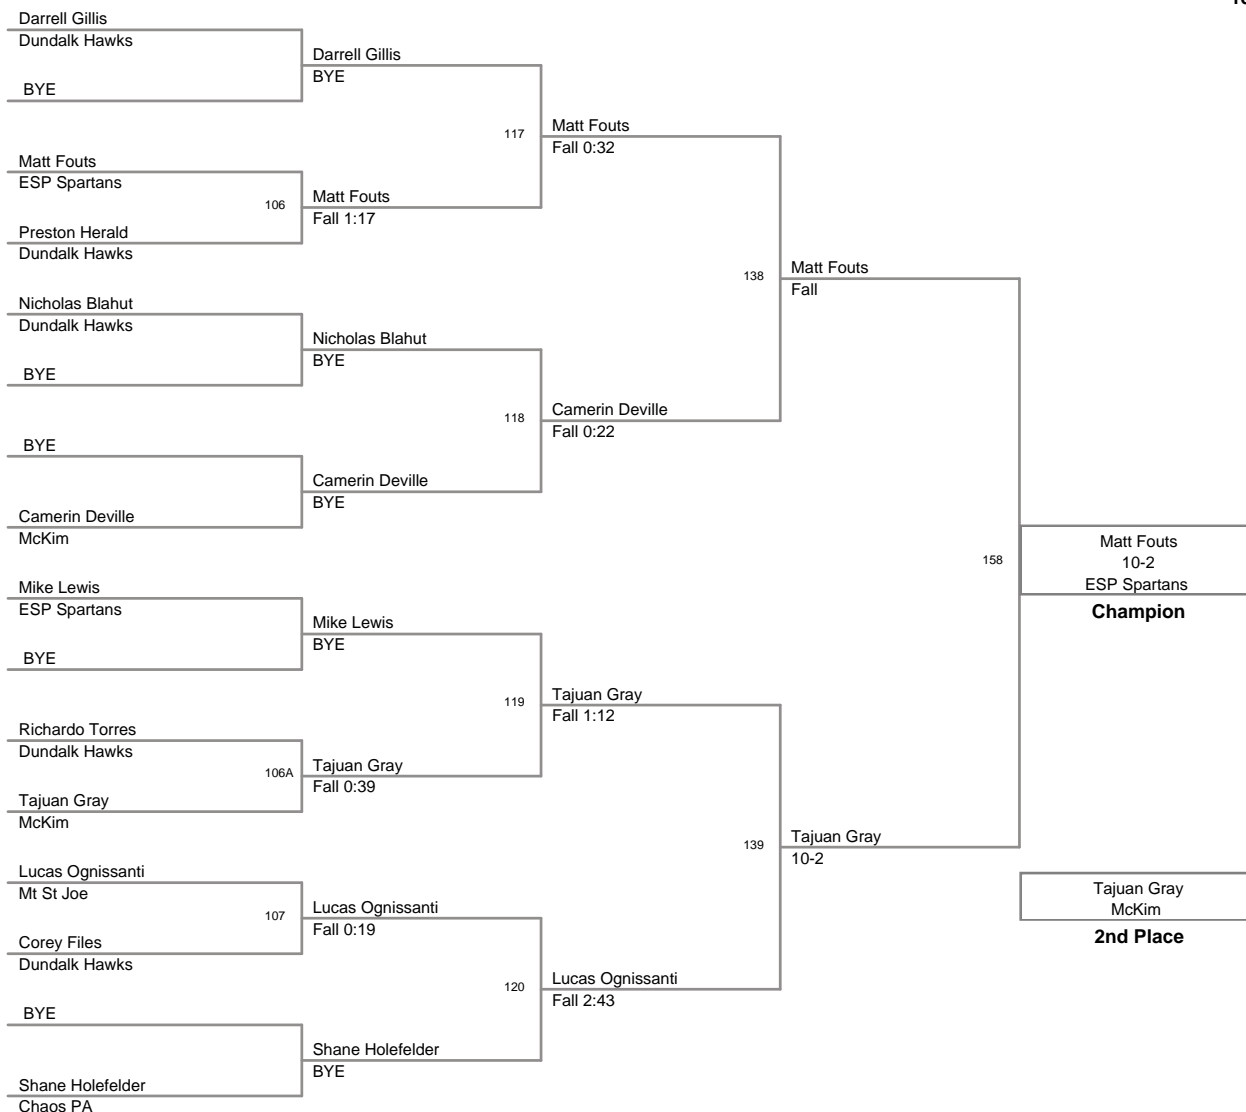 Darrell Gillis
Dundalk Hawks
Darrell Gillis
BYE
BYE
117
Matt Fouts
Fall 0:32
Matt Fouts
ESP Spartans
106
Matt Fouts
Fall 1:17
Preston Herald
Dundalk Hawks
138
Matt Fouts
Fall
Nicholas Blahut
Dundalk Hawks
Nicholas Blahut
BYE
BYE
118
Camerin Deville
Fall 0:22
BYE
Camerin Deville
BYE
Camerin Deville
McKim
158
Matt Fouts
10-2
ESP Spartans
Champion
Mike Lewis
ESP Spartans
Mike Lewis
BYE
BYE
119
Tajuan Gray
Fall 1:12
Richardo Torres
Dundalk Hawks
106A
Tajuan Gray
Fall 0:39
Tajuan Gray
McKim
139
Tajuan Gray
10-2
Lucas Ognissanti
Mt St Joe
107
Lucas Ognissanti
Fall 0:19
Corey Files
Dundalk Hawks
Tajuan Gray
McKim
2nd Place
120
Lucas Ognissanti
Fall 2:43
BYE
Shane Holefelder
BYE
Shane Holefelder
Chaos PA